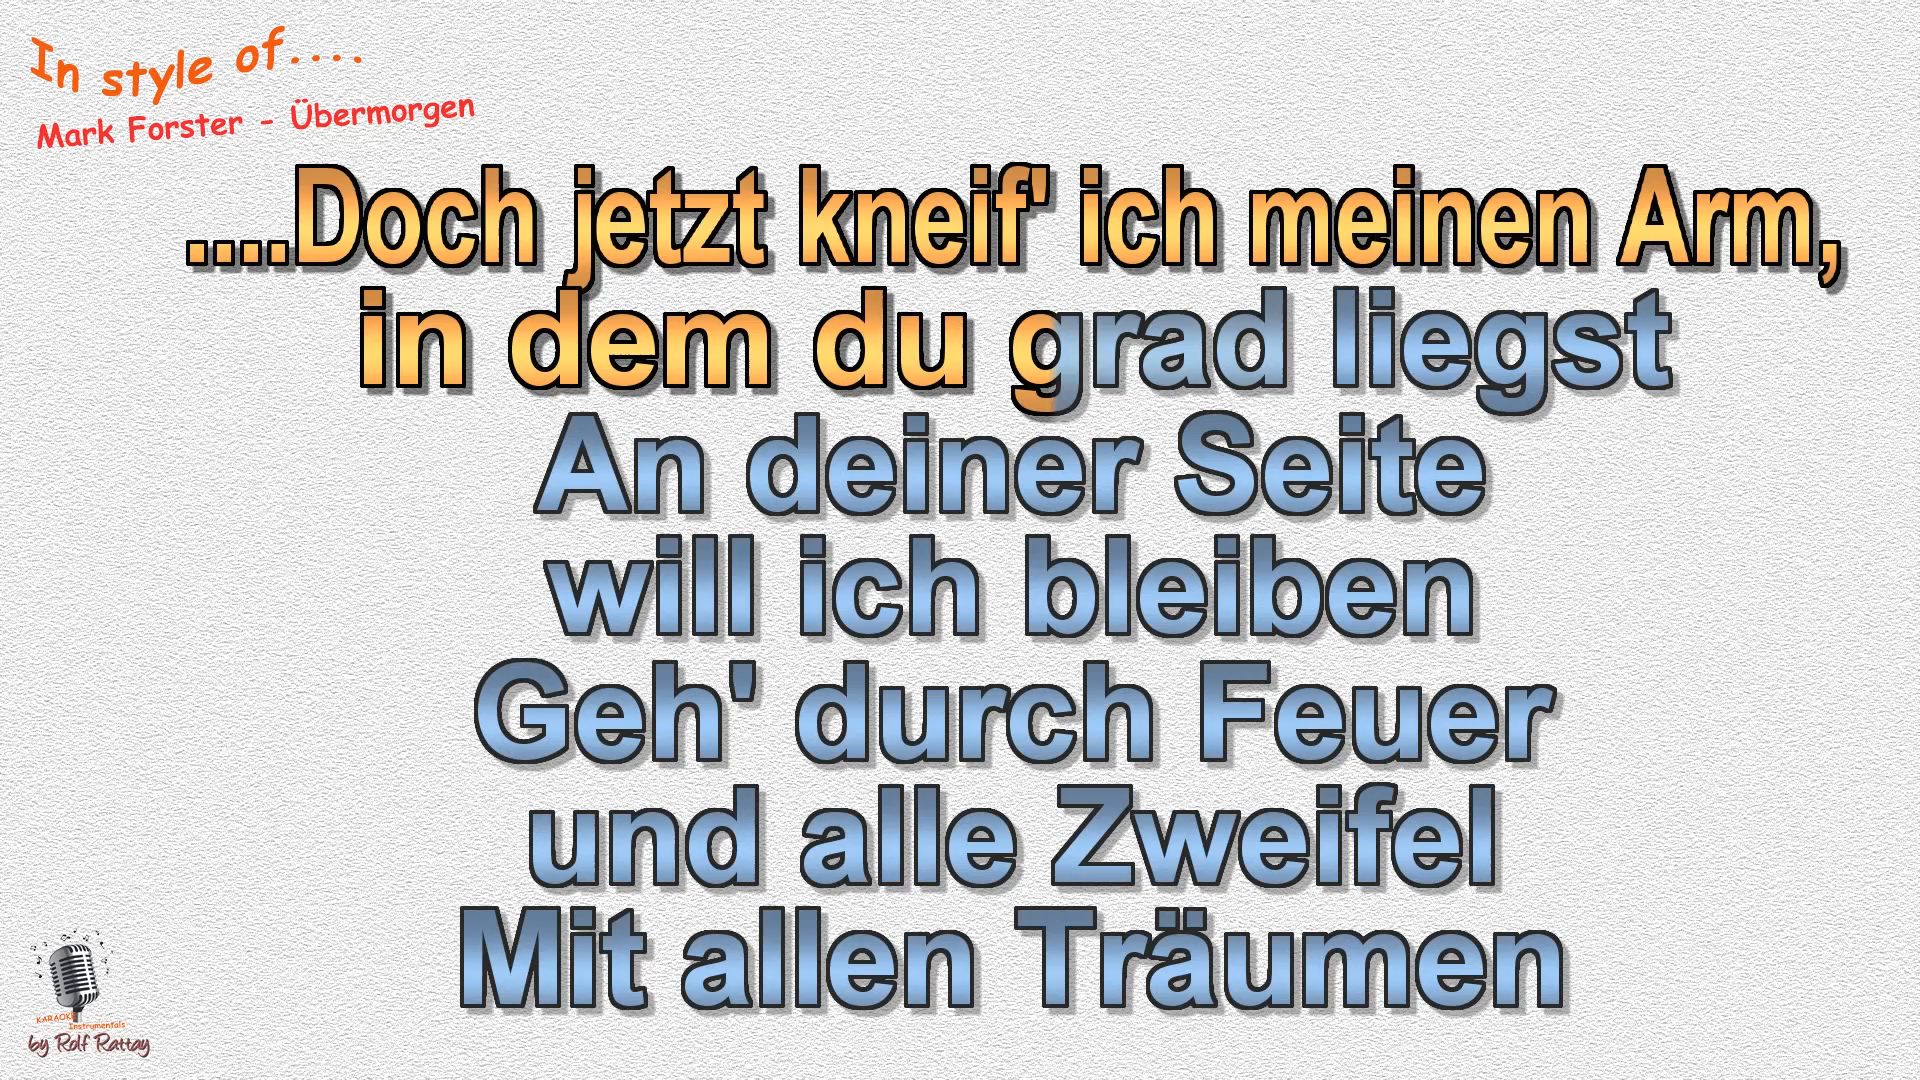 In style of....
Mark Forster - Übermorgen
....Doch jetzt kneif' ich meinen Arm,
in dem du grad liegst
An deiner Seite
will ich bleiben
Geh' durch Feuer
und alle Zweifel
Mit allen Träumen
KARAOKE
Instrumentals
by Rolf Rattay